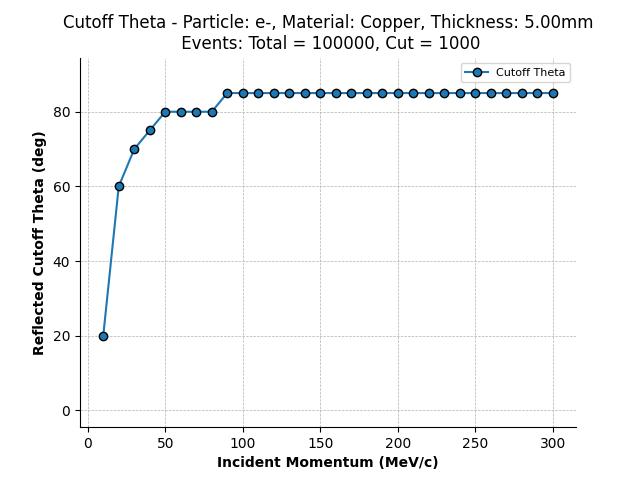 Cutoff Theta - Particle: e-, Material: Copper, Thickness: 5.00mm
Events: Total = 100000, Cut = 1000
Cutoff Theta
80
60
40
20
0
Reflected Cutoff Theta (deg)
0 50 100 150 200 250 300
Incident Momentum (MeV/c)